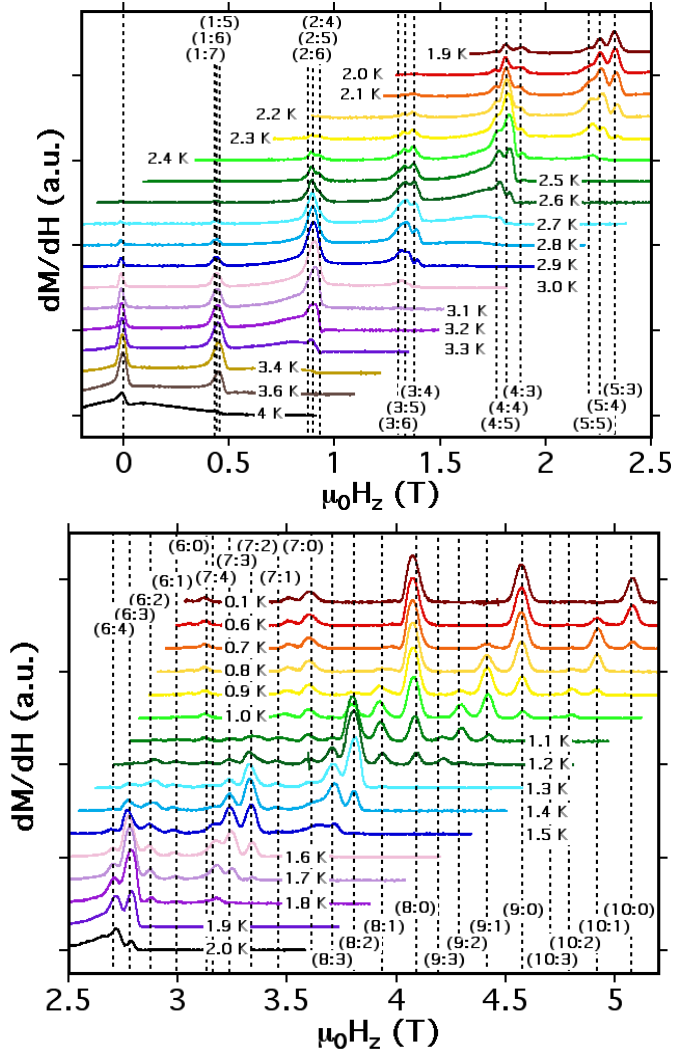 (1:5)
(1:6)
(1:7)
(2:4)
(2:5)
(2:6)
1.9 K
2.0 K
2.1 K
2.2 K
2.3 K
2.4 K
2.5 K
2.6 K
2.7 K
2.8 K
2.9 K
3.0 K
3.1 K
3.2 K
3.3 K
3.4 K
3.6 K
4 K
(3:4)
(3:5)
(3:6)
(4:3)
(4:4)
(4:5)
(5:3)
(5:4)
(5:5)
dM/dH (a.u.)
0 0.5 1 1.5 2 2.5
μ0Hz (T)
(6:0)
(6:1)
(6:2)
(6:3)
(6:4)
(7:0)
(7:2)
(7:3)
(7:4)
(7:1)
0.1 K
0.6 K
0.7 K
0.8 K
0.9 K
1.0 K
1.1 K
1.2 K
1.3 K
1.4 K
1.5 K
1.6 K
1.7 K
1.8 K
1.9 K
2.0 K
(8:0)
(8:1)
(8:2)
(8:3)
(9:0)
(9:1)
(9:2)
(9:3)
(10:0)
(10:1)
(10:2)
(10:3)
dM/dH (a.u.)
2.5 3 3.5 4 4.5 5
μ0Hz (T)